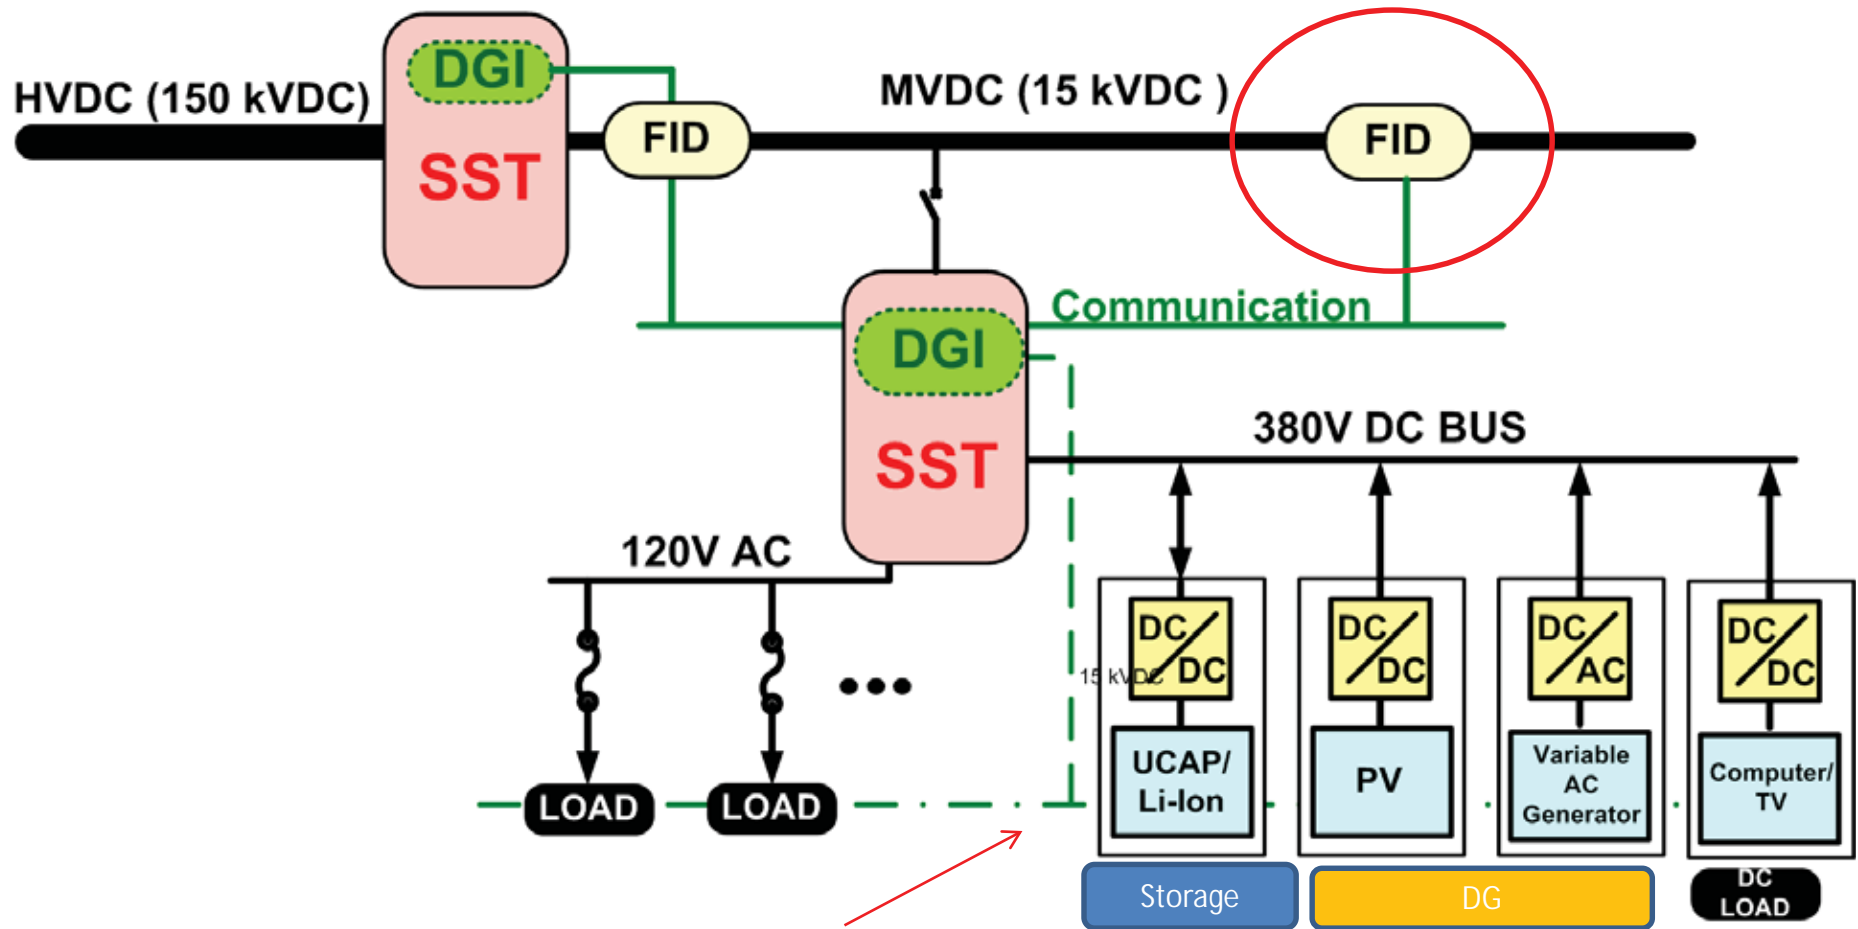 HVDC (150 kVDC)
DGI
SST
FID
MVDC (15 kVDC )
FID
Communication
DGI
SST
380V DC BUS
120V AC
LOAD
LOAD
15 kVDC
DC
DC
UCAP/
Li-Ion
DC
DC
PV
DC
AC
Variable
AC
Generator
DC
DC
Computer/
TV
Storage
DG
DC
LOAD